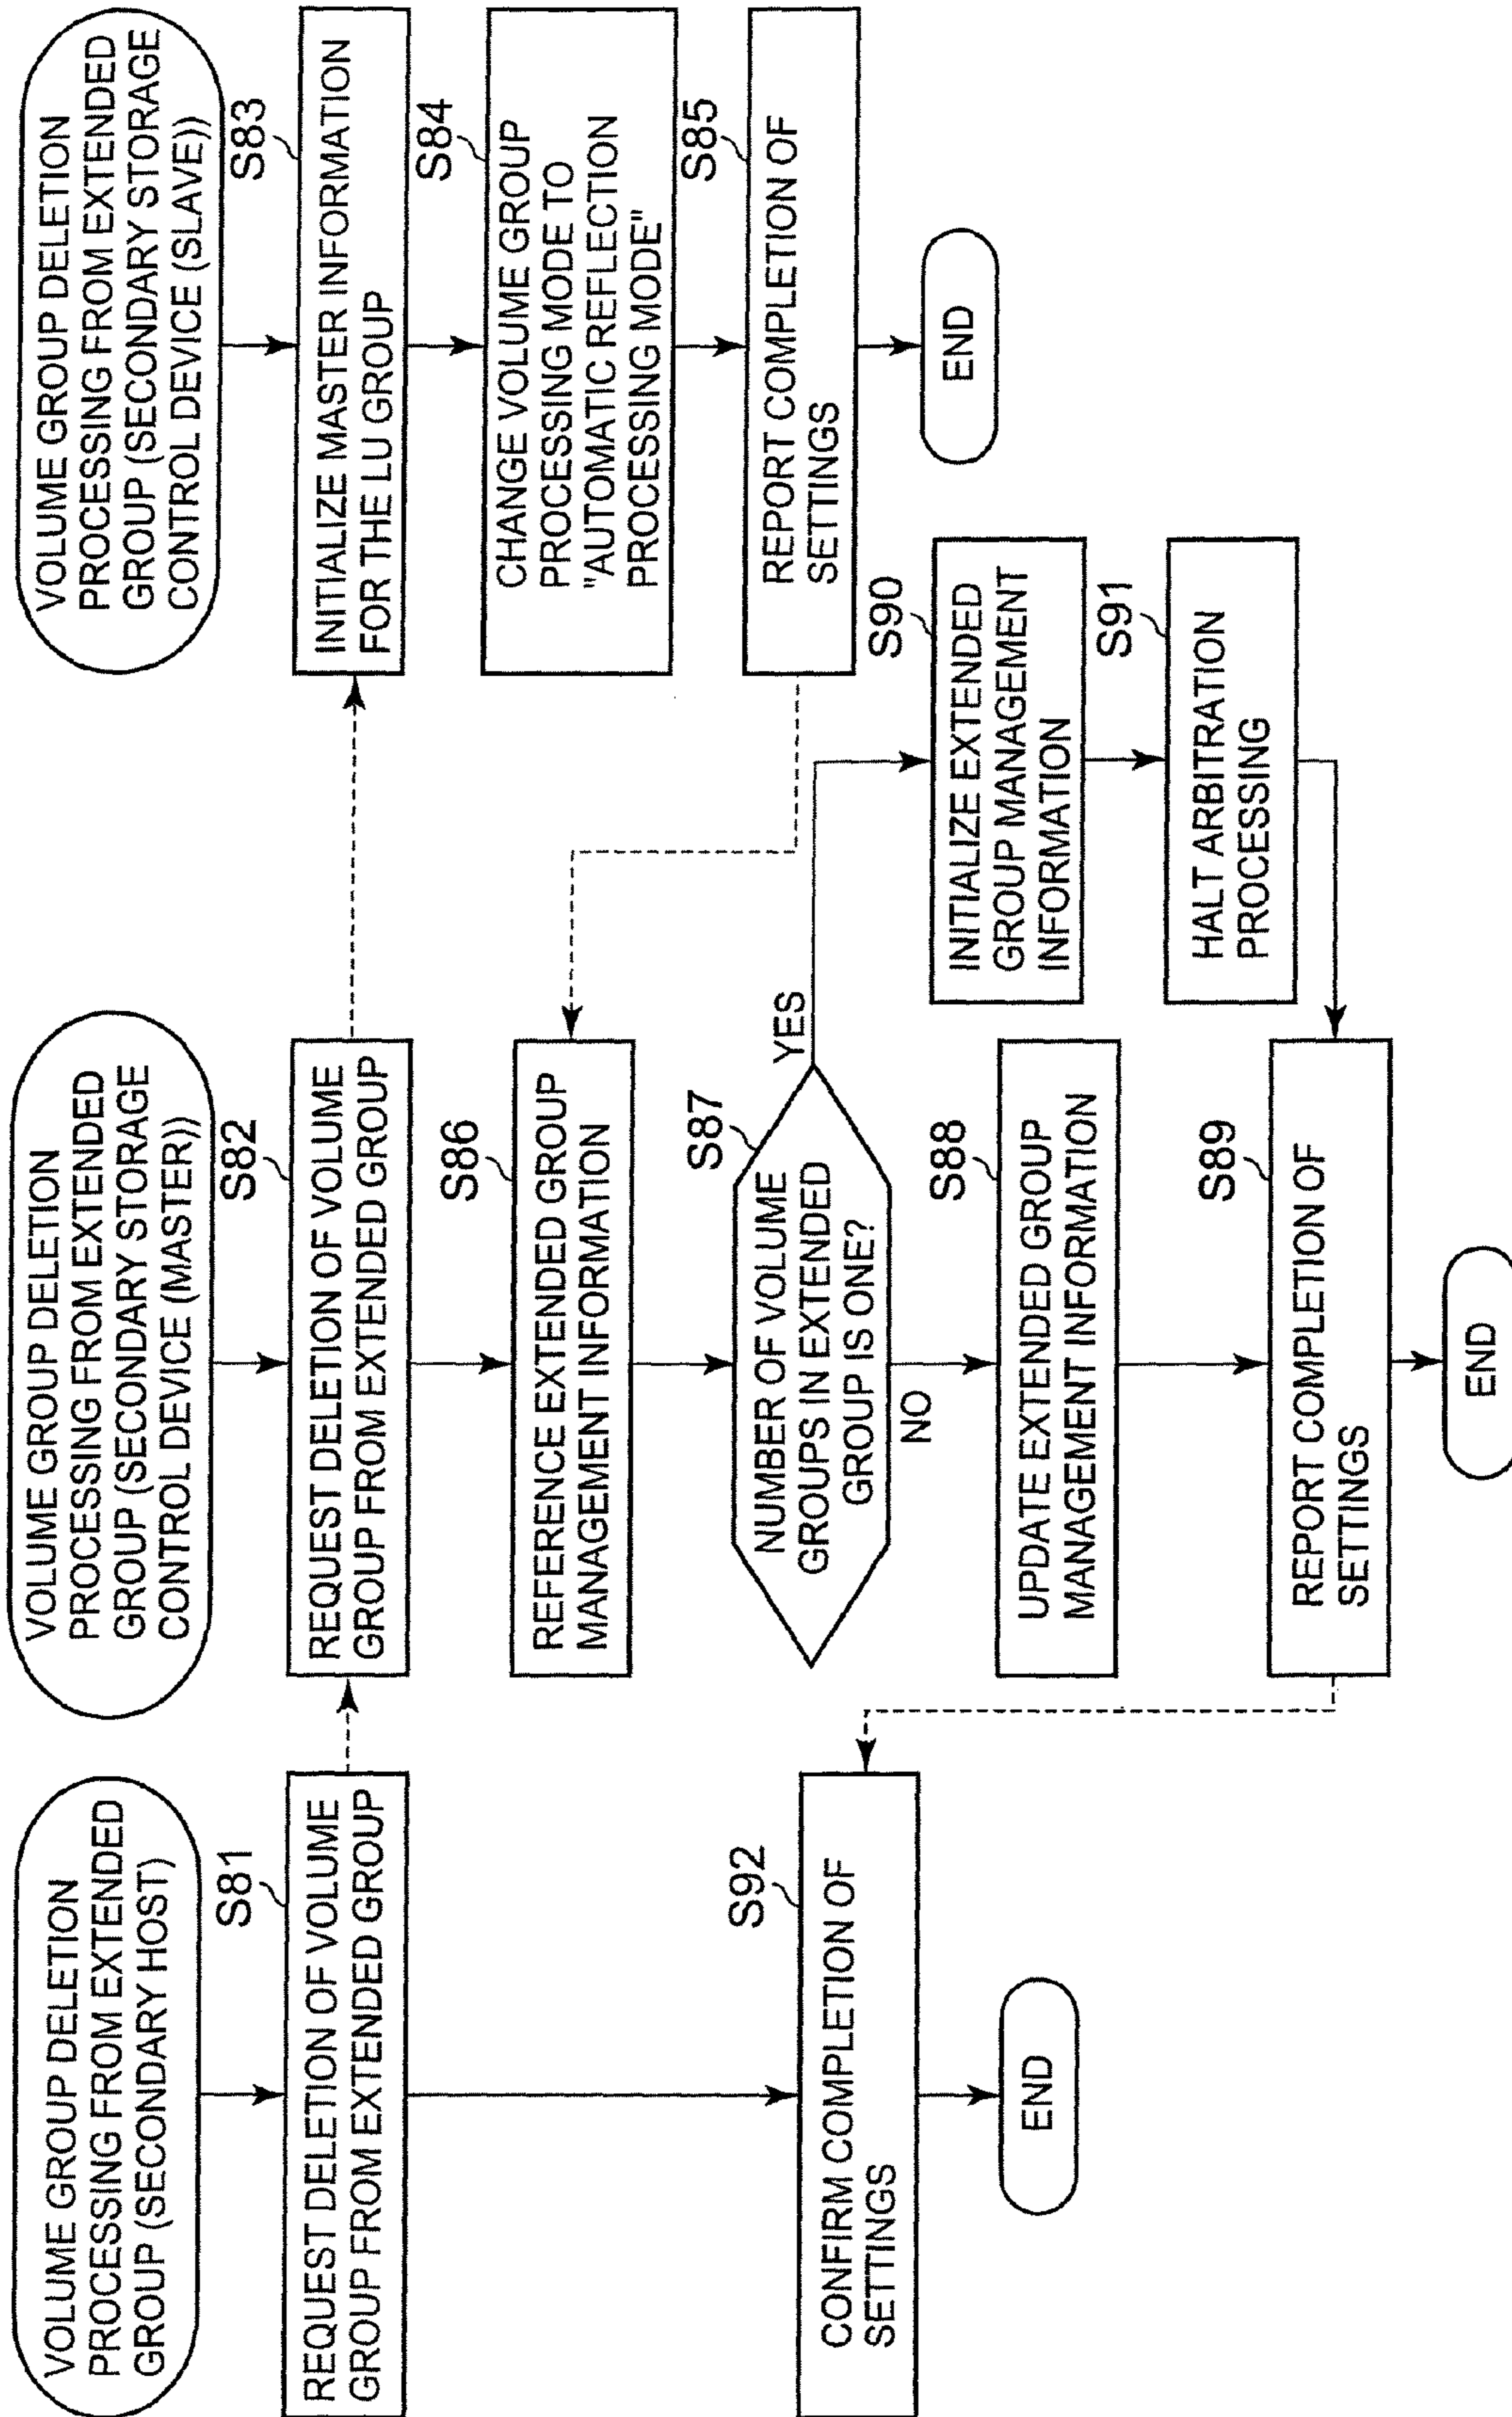 VOLUME GROUP DELETION
PROCESSING FROM EXTENDED
GROUP (SECONDARY HOST)
S81
REQUEST DELETION OF VOLUME
GROUP FROM EXTENDED GROUP
S92
CONFIRM COMPLETION OF
SETTINGS
END
VOLUME GROUP DELETION
PROCESSING FROM EXTENDED
GROUP (SECONDARY STORAGE
CONTROL DEVICE (MASTER))
S82
REQUEST DELETION OF VOLUME
GROUP FROM EXTENDED GROUP
S86
REFERENCE EXTENDED GROUP
MANAGEMENT INFORMATION
S87
NUMBER OF VOLUME
GROUPS IN EXTENDED
GROUP IS ONE?
YES
NO
S88
UPDATE EXTENDED GROUP
MANAGEMENT INFORMATION
S89
REPORT COMPLETION OF
SETTINGS
END
S90
INITIALIZE EXTENDED
GROUP MANAGEMENT
INFORMATION
S91
HALT ARBITRATION
PROCESSING
VOLUME GROUP DELETION
PROCESSING FROM EXTENDED
GROUP (SECONDARY STORAGE
CONTROL DEVICE (SLAVE))
S83
INITIALIZE MASTER INFORMATION
FOR THE LU GROUP
S84
CHANGE VOLUME GROUP
PROCESSING MODE TO
"AUTOMATIC REFLECTION
PROCESSING MODE"
S85
REPORT COMPLETION OF
SETTINGS
END